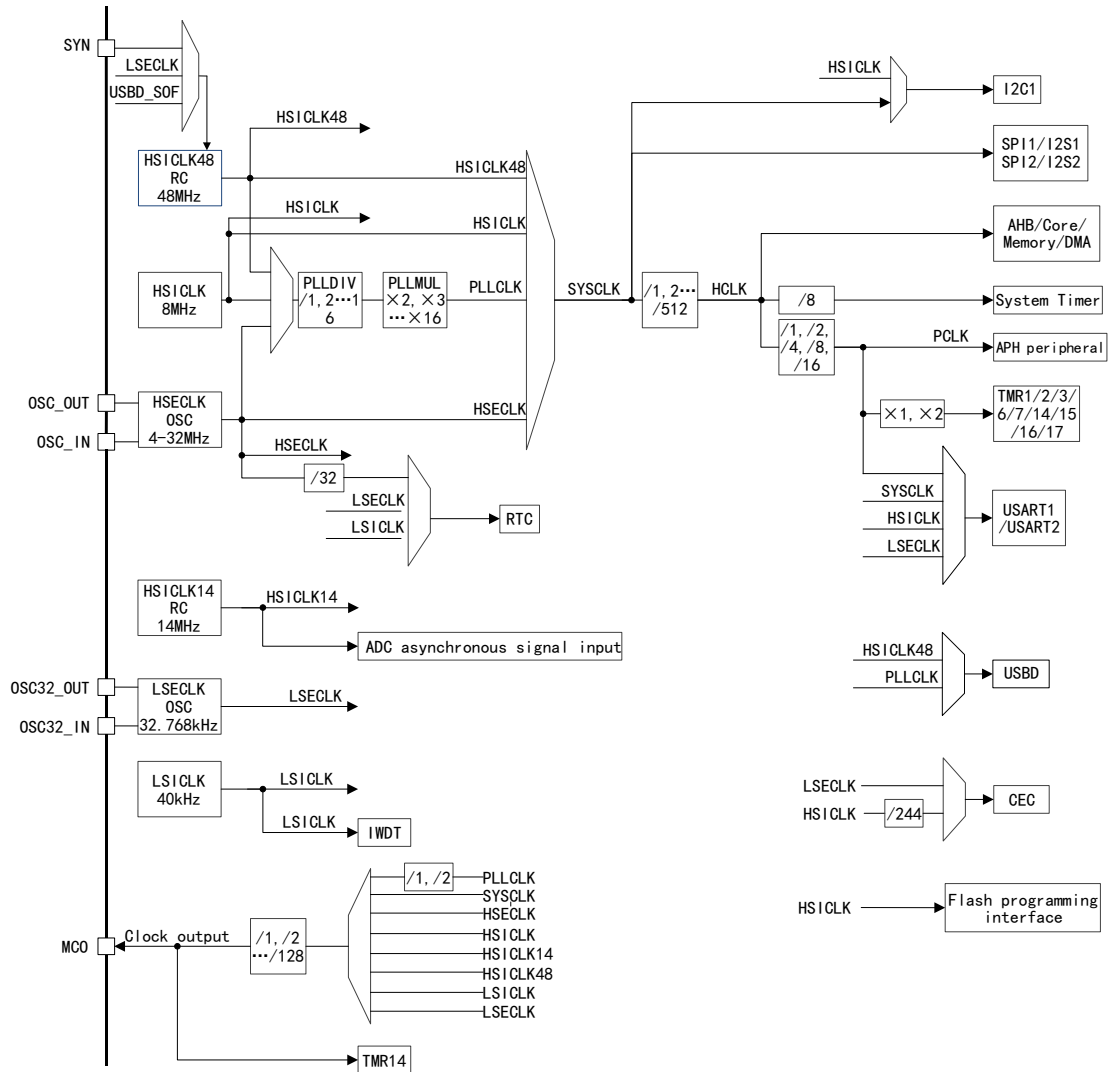 SYN
LSECLK
USBD_SOF
HSICLK48
HSICLK48
RC
48MHz
HSICLK48
HSICLK
HSICLK
HSICLK
8MHz
PLLDIV
/1, 2···1
6
PLLMUL
×2, ×3
···×16
PLLCLK
SYSCLK
OSC_OUT
OSC_IN
HSECLK
OSC
4-32MHz
HSECLK
HSECLK
/32
LSECLK
LSICLK
RTC
HSICLK
I2C1
SPI1/I2S1
SPI2/I2S2
/1, 2···
/512
HCLK
AHB/Core/
Memory/DMA
/8
System Timer
/1, /2,
/4, /8,
/16
PCLK
APH peripheral
×1, ×2
TMR1/2/3/
6/7/14/15
/16/17
SYSCLK
HSICLK
LSECLK
USART1
/USART2
HSICLK14
RC
14MHz
HSICLK14
ADC asynchronous signal input
HSICLK48
PLLCLK
USBD
OSC32_OUT
OSC32_IN
LSECLK
OSC
32.768kHz
LSECLK
LSICLK
40kHz
LSICLK
LSICLK
IWDT
LSECLK
HSICLK
/244
CEC
MCO
Clock output
/1, /2
···/128
/1, /2
PLLCLK
SYSCLK
HSECLK
HSICLK
HSICLK14
HSICLK48
LSICLK
LSECLK
TMR14
HSICLK
Flash programming
interface